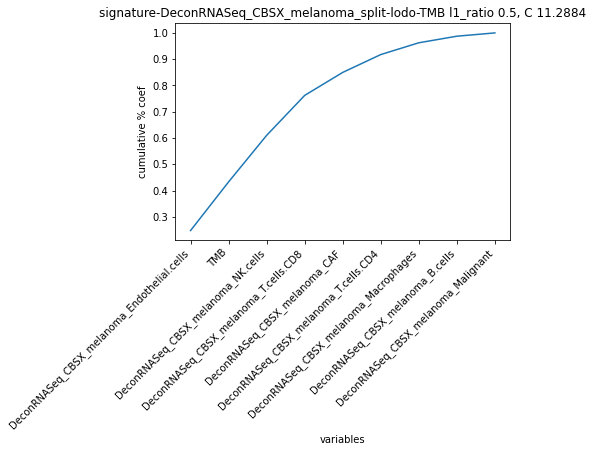 signature-DeconRNASeq_CBSX_melanoma_split-lodo-TMB l1_ratio 0.5, C 11.2884
cumulative % coef
1.0
0.9
0.8
0.7
0.6
0.5
0.4
0.3
DeconRNASeq_CBSX_melanoma_Endothelial.cells
TMB
DeconRNASeq_CBSX_melanoma_NK.cells
DeconRNASeq_CBSX_melanoma_T.cells.CD8
DeconRNASeq_CBSX_melanoma_CAF
DeconRNASeq_CBSX_melanoma_T.cells.CD4
DeconRNASeq_CBSX_melanoma_Macrophages
DeconRNASeq_CBSX_melanoma_B.cells
DeconRNASeq_CBSX_melanoma_Malignant
variables